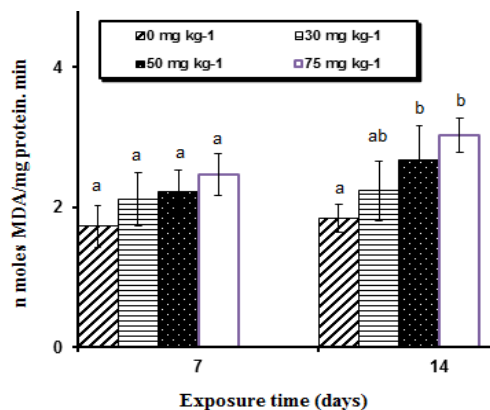 0 mg kg-1 30 mg kg-1
50 mg kg-1 75 mg kg-1
n moles MDA/mg protein. min
4
2
0
a a a a
a ab b b
7 14
Exposure time (days)